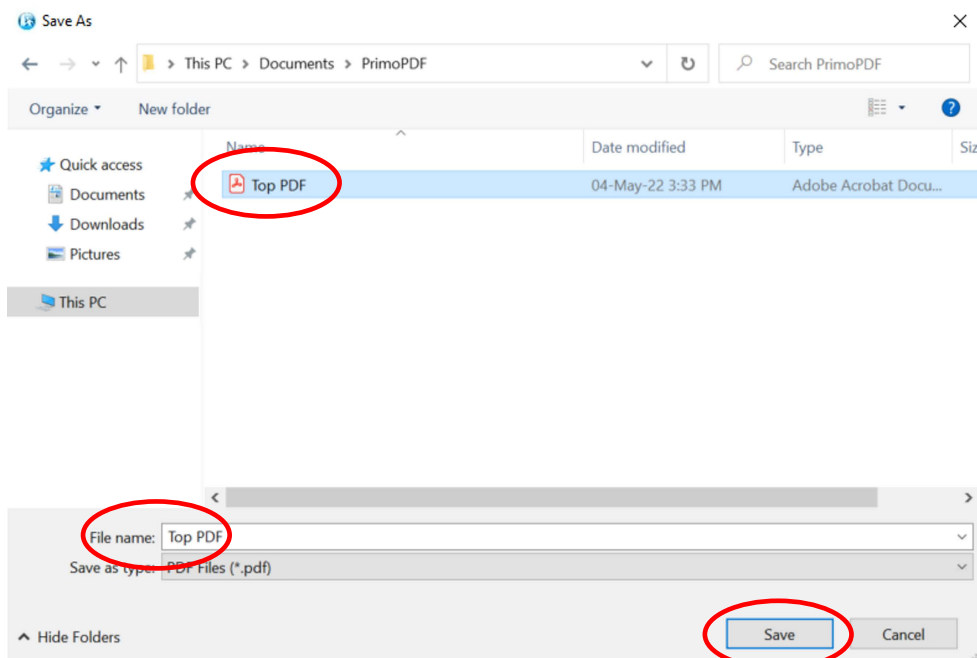 Save As
This PC > Documents > PrimoPDF
Search PrimoPDF
Organize
New folder
Name
Date modified
Type
Siz
Quick access
Documents
Downloads
Pictures
This PC
Top PDF
04-May-22 3:33 PM
Adobe Acrobat Docu...
File name: Top PDF
Save as type: PDF Files (*.pdf)
Hide Folders
Save
Cancel